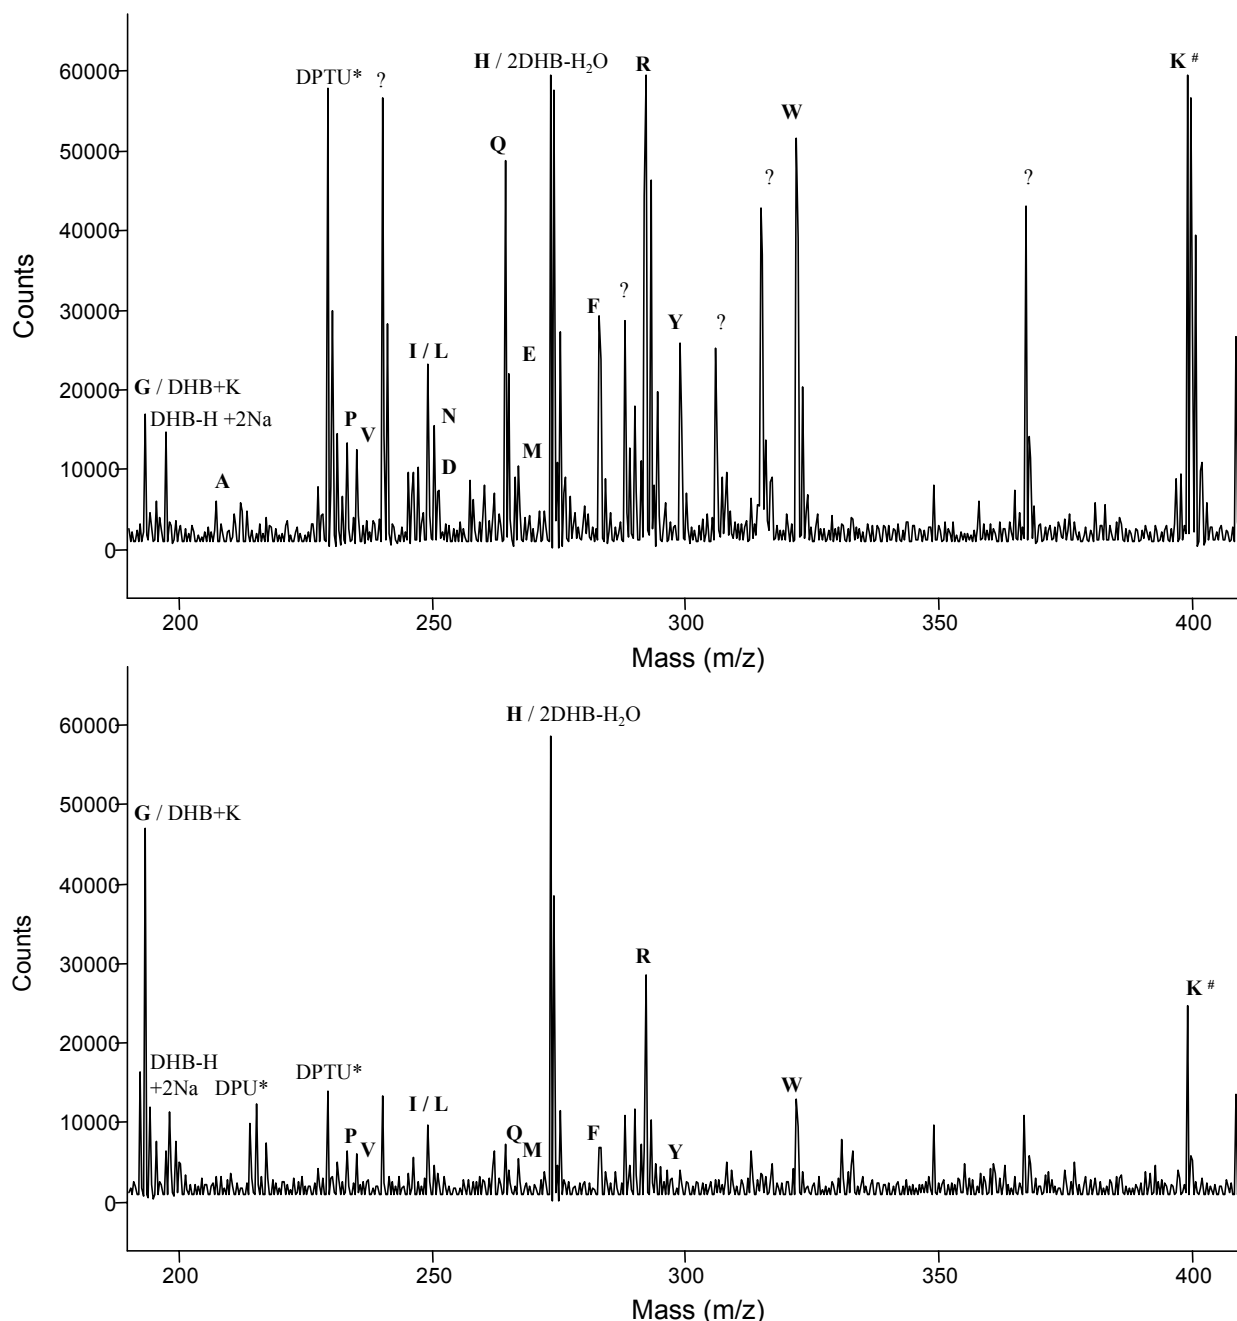 H / 2DHB-H₂O
R
K #
60000
DPTU*
?
W
50000
Q
40000
?
?
Counts
30000
F
?
Y
?
I / L
E
20000
G / DHB+K
DHB-H +2Na
P
V
N
M
10000
A
D
0
200
250
300
350
400
Mass (m/z)
H / 2DHB-H₂O
60000
50000
G / DHB+K
40000
Counts
30000
R
K #
20000
DHB-H
+2Na
DPU*
DPTU*
I / L
W
10000
P
V
Q
M
F
Y
0
200
250
300
350
400
Mass (m/z)